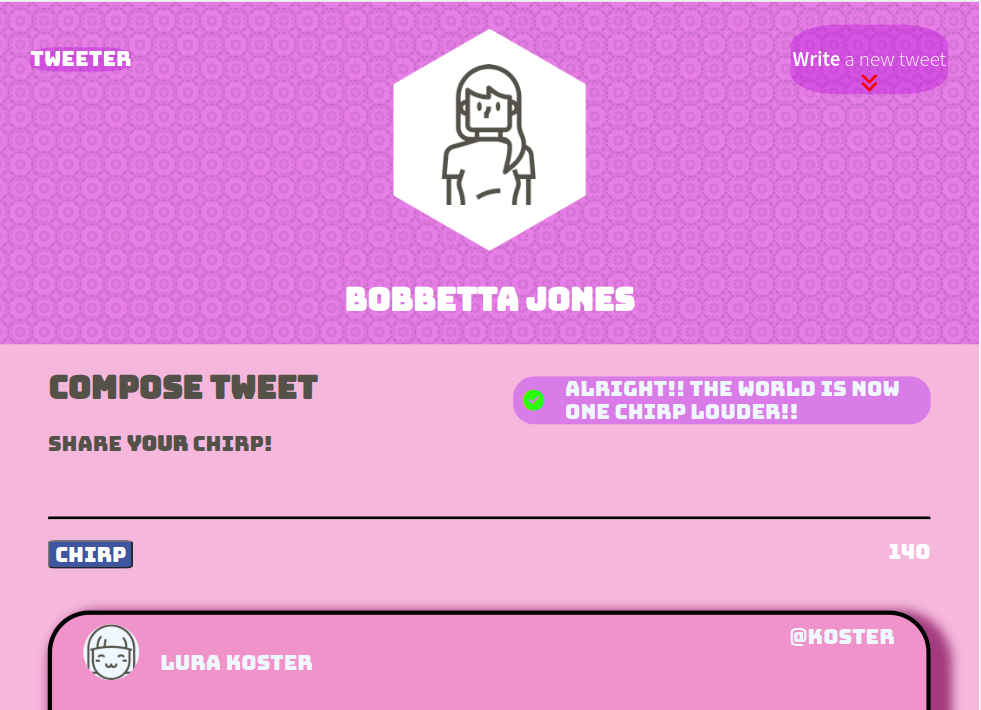 TWEETER
Write a new tweet
BOBBETTA JONES
COMPOSE TWEET
ALRIGHT!! THE WORLD IS NOW
ONE CHIRP LOUDER!!
SHARE YOUR CHIRP!
CHIRP
140
@KOSTER
LURA KOSTER